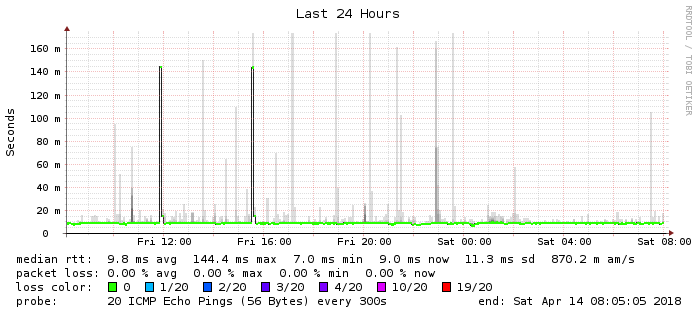 Last 24 Hours
RRDTOOL / TOBI OETIKER
Seconds
160 m
140 m
120 m
100 m
80 m
60 m
40 m
20 m
0
Fri 12:00 Fri 16:00 Fri 20:00 Sat 00:00 Sat 04:00 Sat 08:00
median rtt: 9.8 ms avg 144.4 ms max 7.0 ms min 9.0 ms now 11.3 ms sd 870.2 m am/s
packet loss: 0.00 % avg 0.00 % max 0.00 % min 0.00 % now
loss color: 0 1/20 2/20 3/20 4/20 10/20 19/20
probe: 20 ICMP Echo Pings (56 Bytes) every 300s end: Sat Apr 14 08:05:05 2018